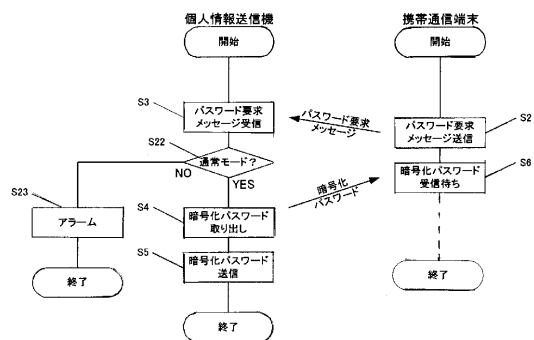 個人情報送信機
携帯通信端末
開始
開始
S3
パスワード要求
メッセージ受信
パスワード要求
メッセージ
S2
パスワード要求
メッセージ送信
S22
通常モード?
NO
YES
S6
暗号化パスワード
受信待ち
暗号化
パスワード
S23
アラーム
S4
暗号化パスワード
取り出し
S5
暗号化パスワード
送信
終了
終了
終了